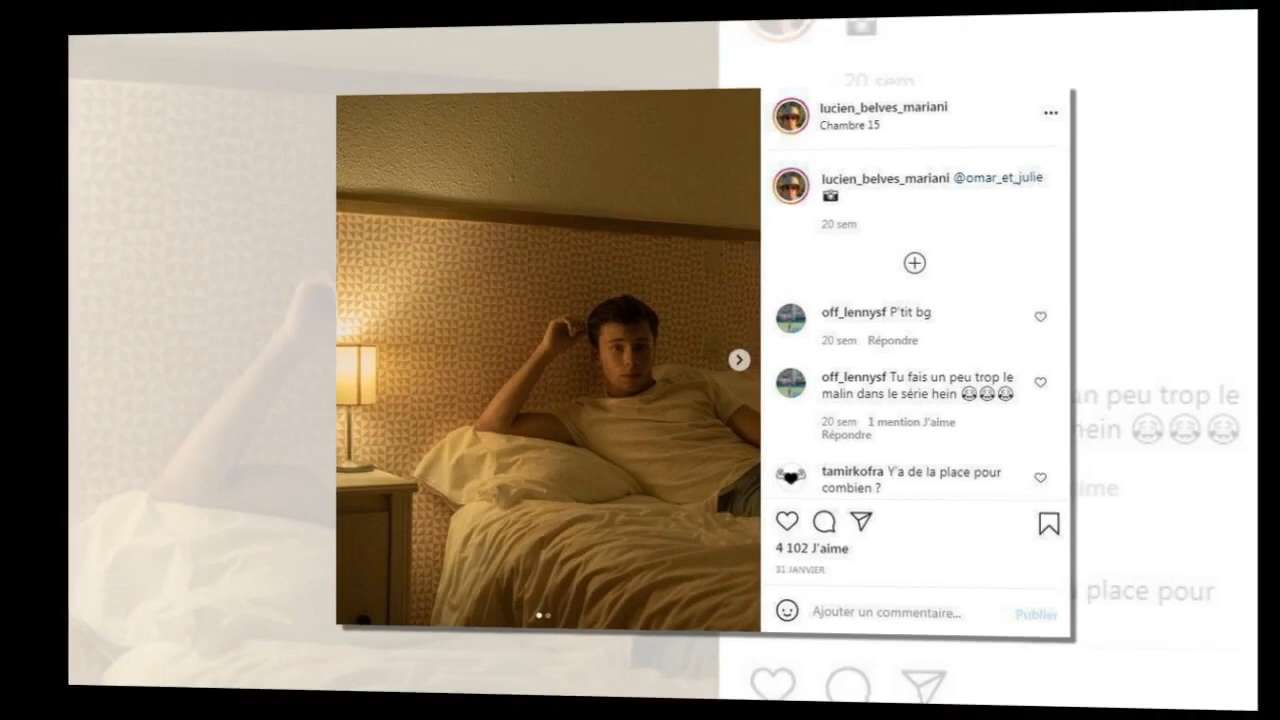 20 sem
lucien_belves_mariani
Chambre 15
lucien_belves_mariani @omar_et_julie
20 sem
off_lennysf P'tit bg
20 sem Répondre
off_lennysf Tu fais un peu trop le
malin dans le série hein
20 sem 1 mention J'aime
Répondre
tamirkofra Y'a de la place pour
combien ?
4 102 J'aime
31 JANVIER
Ajouter un commentaire...
Publier
un peu trop le
hein
aime
place pour